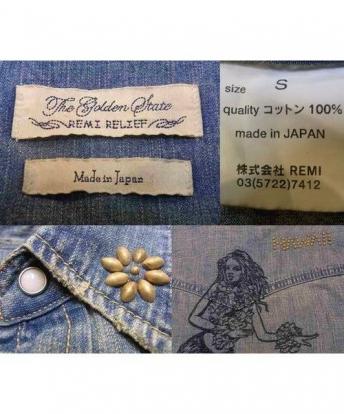 The Golden State
REMI RELIEF
Made in Japan
size S
quality コットン 100%
made in JAPAN
株式会社 REMI
03(5722)7412